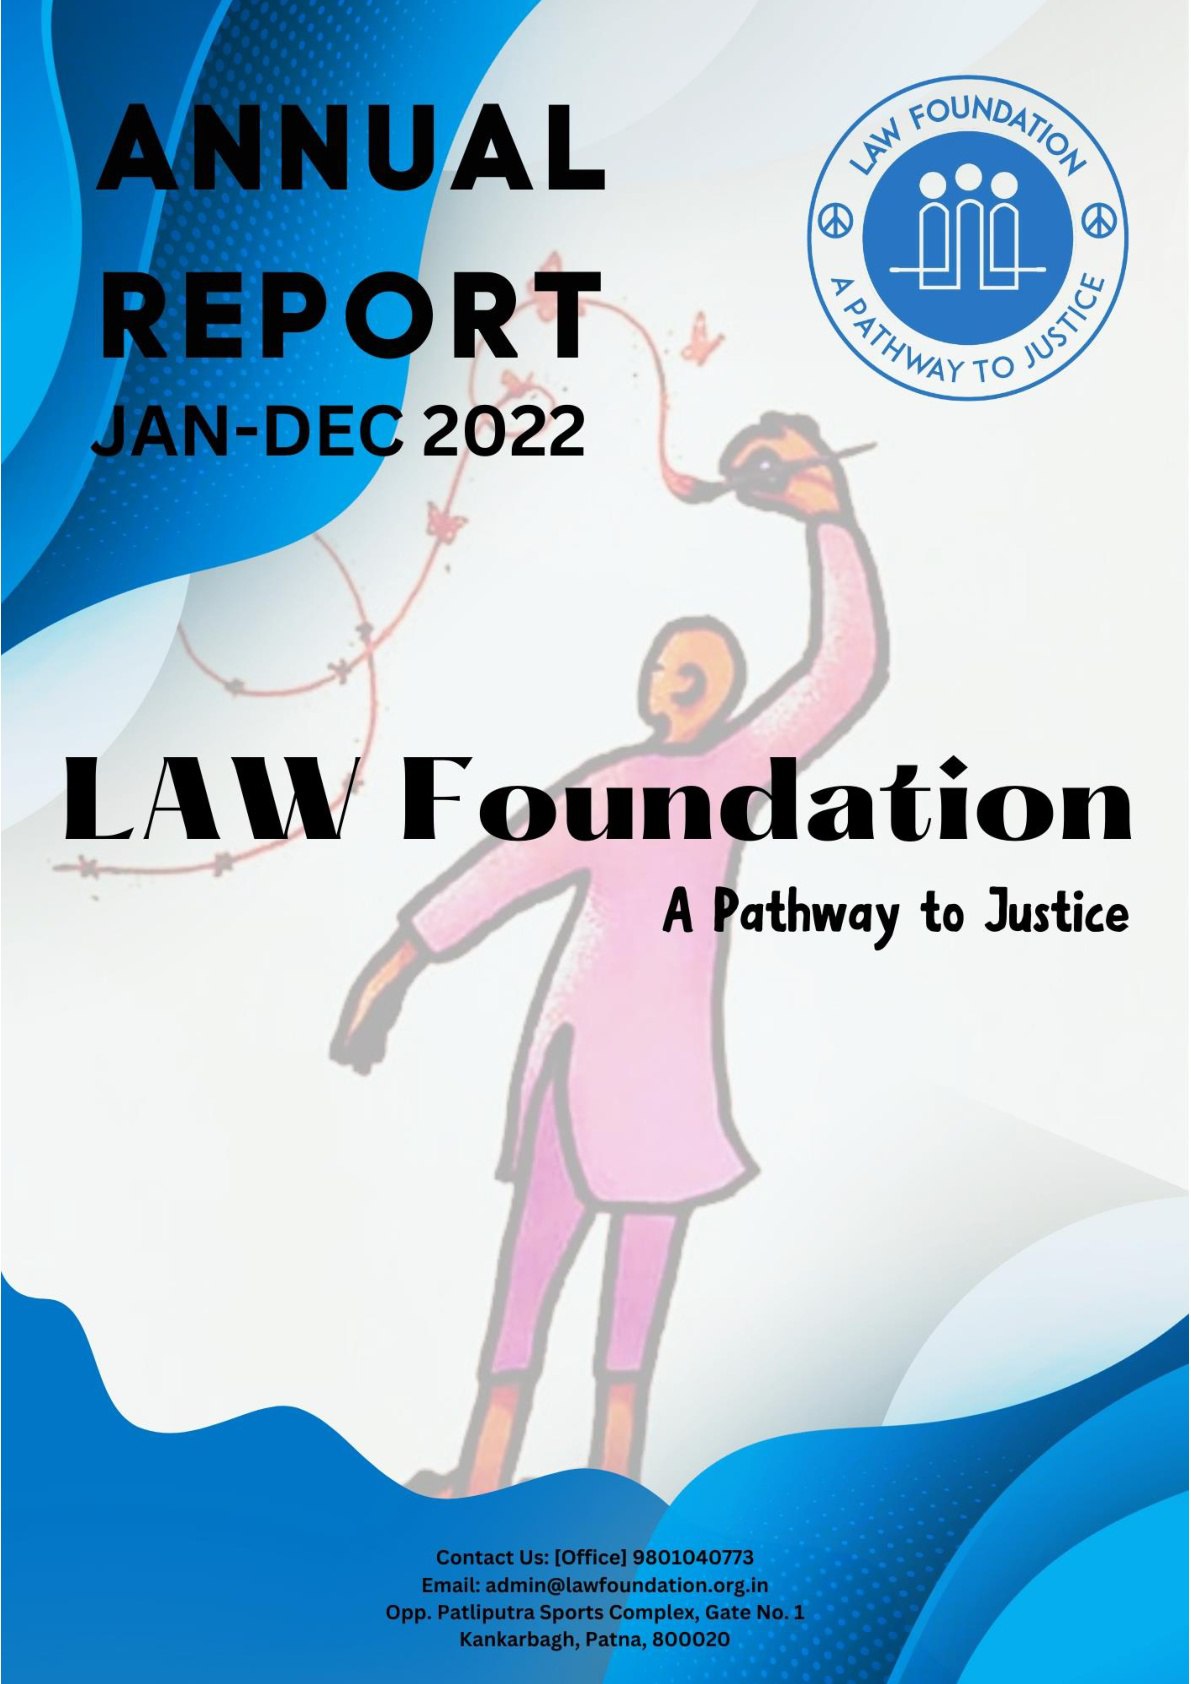 ANNUAL
REPORT
JAN-DEC 2022
LAW FOUNDATION
A PATHWAY TO JUSTICE
LAW Foundation
A Pathway to Justice
Contact Us: [Office] 9801040773
Email: admin@lawfoundation.org.in
Opp. Patliputra Sports Complex, Gate No. 1
Kankarbagh, Patna, 800020